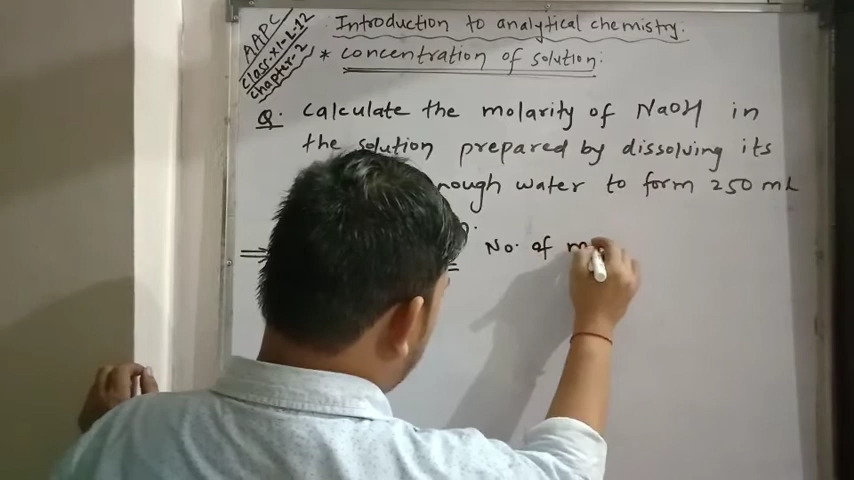 AAPC
Class-XI-L-12
chapter-2
Introduction to analytical chemistry:
* concentration of solution:
Q. Calculate the molarity of NaOH in
the solution prepared by dissolving its
enough water to form 250 mL
No. of m